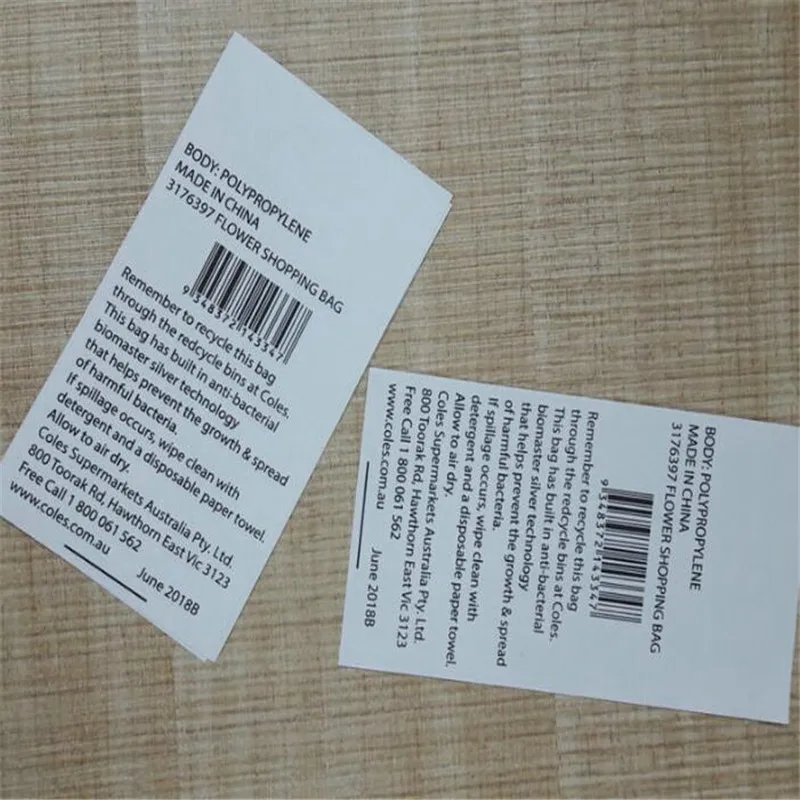 BODY: POLYPROPYLENE
MADE IN CHINA
3176397 FLOWER SHOPPING BAG
9 348372 143347
Remember to recycle this bag
through the redcycle bins at Coles.
This bag has built in anti-bacterial
biomaster silver technology
that helps prevent the growth & spread
of harmful bacteria.
If spillage occurs, wipe clean with
detergent and a disposable paper towel.
Allow to air dry.
Coles Supermarkets Australia Pty. Ltd.
800 Toorak Rd, Hawthorn East Vic 3123
Free Call 1 800 061 562
www.coles.com.au
June 2018B
BODY: POLYPROPYLENE
MADE IN CHINA
3176397 FLOWER SHOPPING BAG
9 348372 143347
Remember to recycle this bag
through the redcycle bins at Coles.
This bag has built in anti-bacterial
biomaster silver technology
that helps prevent the growth & spread
of harmful bacteria.
If spillage occurs, wipe clean with
detergent and a disposable paper towel.
Allow to air dry.
Coles Supermarkets Australia Pty. Ltd.
800 Toorak Rd, Hawthorn East Vic 3123
Free Call 1 800 061 562
www.coles.com.au
June 2018B